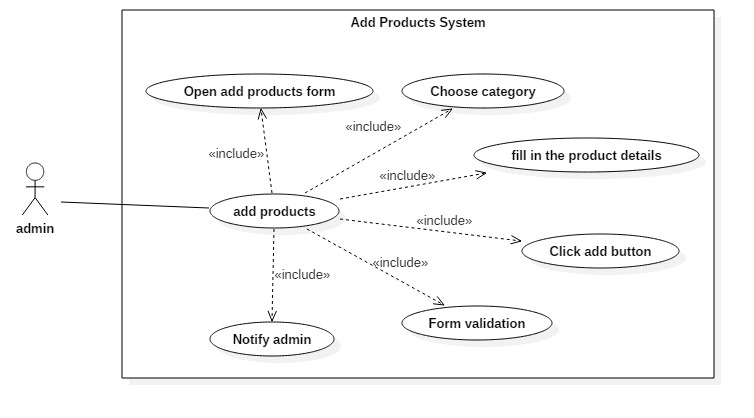 Add Products System
Open add products form
Choose category
«include»
«include»
fill in the product details
«include»
admin
add products
«include»
Click add button
«include»
«include»
Notify admin
Form validation